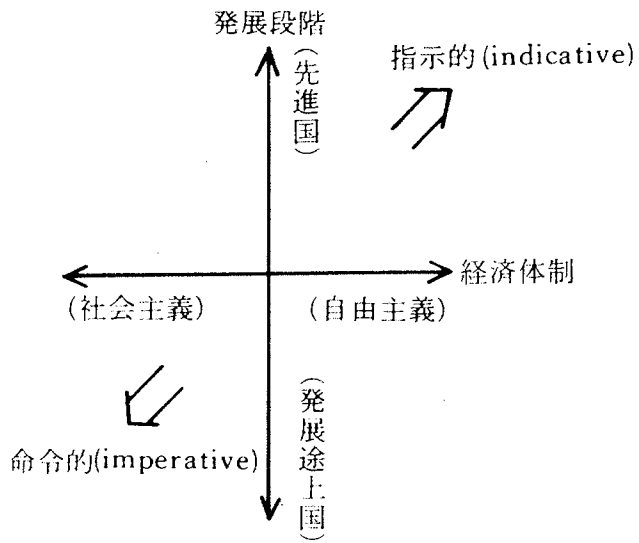 発展段階
(先進国)
指示的(indicative)
経済体制
(社会主義)
(自由主義)
(発展途上国)
命令的(imperative)